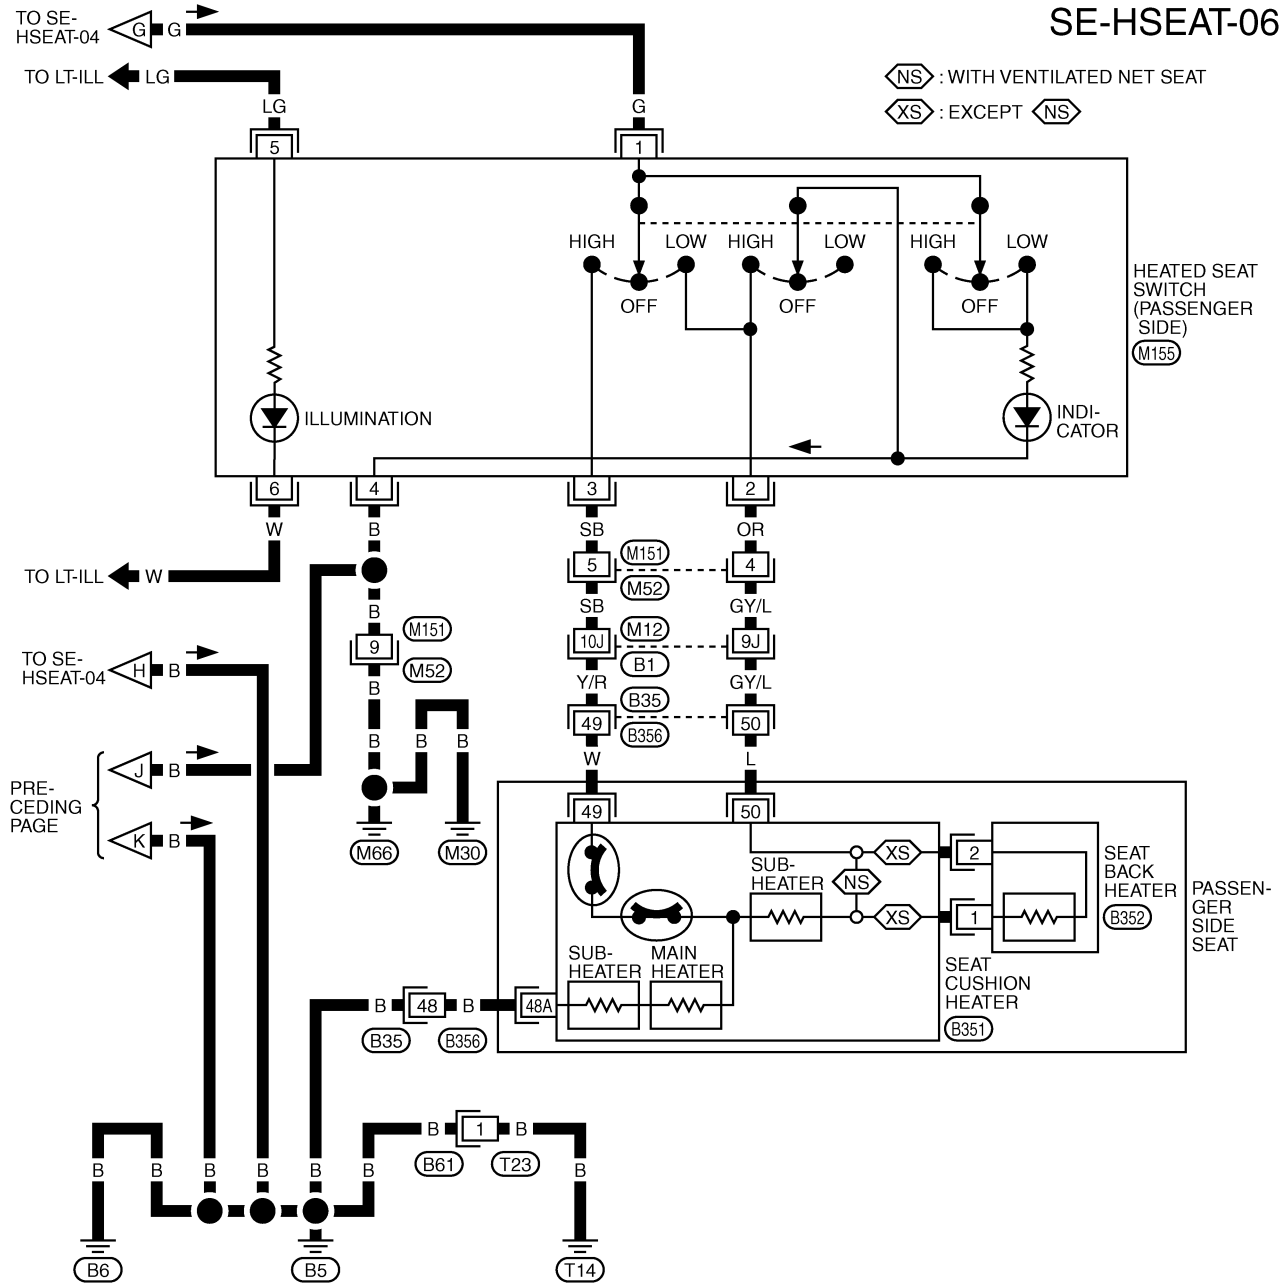 SE-HSEAT-06
TO SE-
HSEAT-04
G
G
NS : WITH VENTILATED NET SEAT
TO LT-ILL
LG
XS : EXCEPT NS
LG
G
5
1
HIGH
LOW
HIGH
LOW
HIGH
LOW
OFF
OFF
OFF
HEATED SEAT
SWITCH
(PASSENGER
SIDE)
M155
ILLUMINATION
INDI-
CATOR
6
4
3
2
W
B
SB
OR
TO LT-ILL
W
5
M151
4
M52
B
SB
GY/L
9
M151
M52
10J
M12
9J
B1
TO SE-
HSEAT-04
H
B
B
Y/R
GY/L
49
B35
50
B356
B
B
B
W
L
PRE-
CEDING
PAGE
J
B
K
B
M66
M30
49
50
SUB-
HEATER
XS
NS
XS
2
1
SEAT
BACK
HEATER
B352
PASSEN-
GER
SIDE
SEAT
SUB-
HEATER
MAIN
HEATER
SEAT
CUSHION
HEATER
B351
B
48
B
48A
B35
B356
B
1
B
B61
T23
B
B
B
B
B
B
B
B6
B5
T14